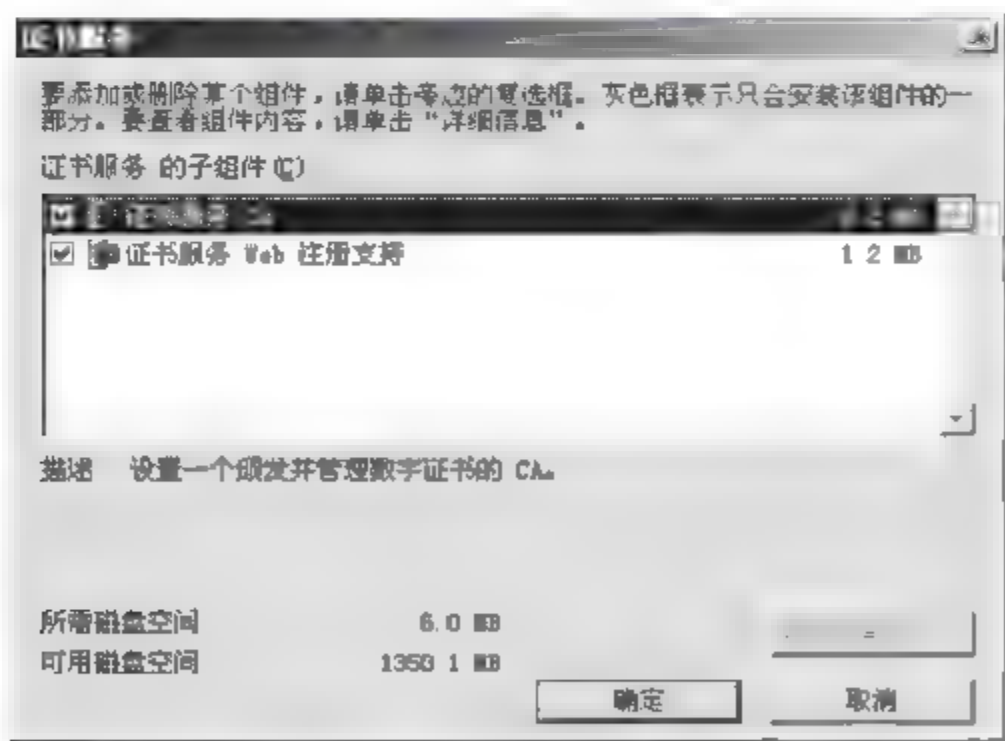 证书服务
要添加或删除某个组件，请单击旁边的复选框。灰色框表示只会安装该组件的一
部分。要查看组件内容，请单击“详细信息”。
证书服务 的子组件(C)
证书服务 Web 注册支持 1 2 MB
描述 设置一个颁发并管理数字证书的 CA。
所需磁盘空间 6.0 MB
可用磁盘空间 1350 1 MB
确定 取消